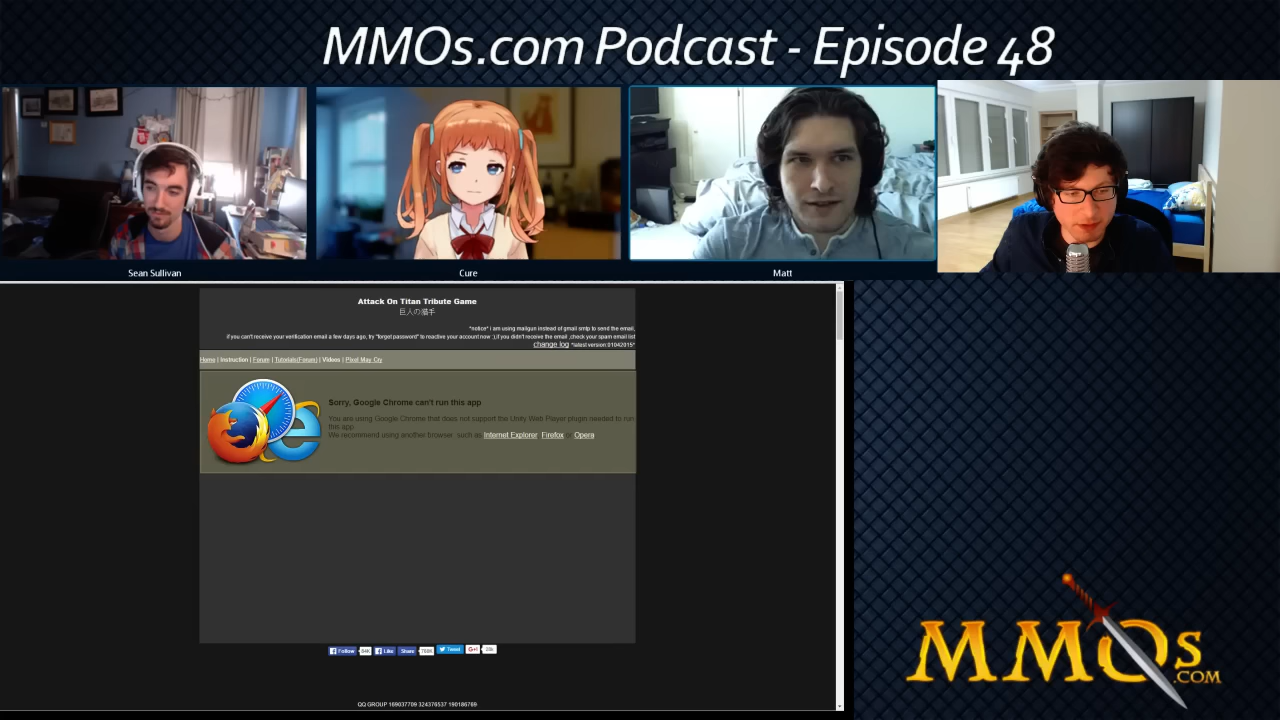 MMOs.com Podcast - Episode 48
Sean Sullivan
Cure
Matt
Attack On Titan Tribute Game
巨人の猎手
*notice* i am using mailgun instead of gmail smtp to send the email,
if you can't receive your verification email a few days ago, try "forget password" to reactive your account now :),if you didn't receive the email ,check your spam email list
change log *latest version:01042015*
Home | Instruction | Forum | Tutorials(Forum) | Videos | Pixel May Cry
Sorry, Google Chrome can't run this app
You are using Google Chrome that does not support the Unity Web Player plugin needed to run
this app.
We recommend using another browser, such as Internet Explorer, Firefox or Opera
Follow
Like
Share
Tweet
G+1
QQ GROUP 169037709 324376537 190186769
MMOs
.COM